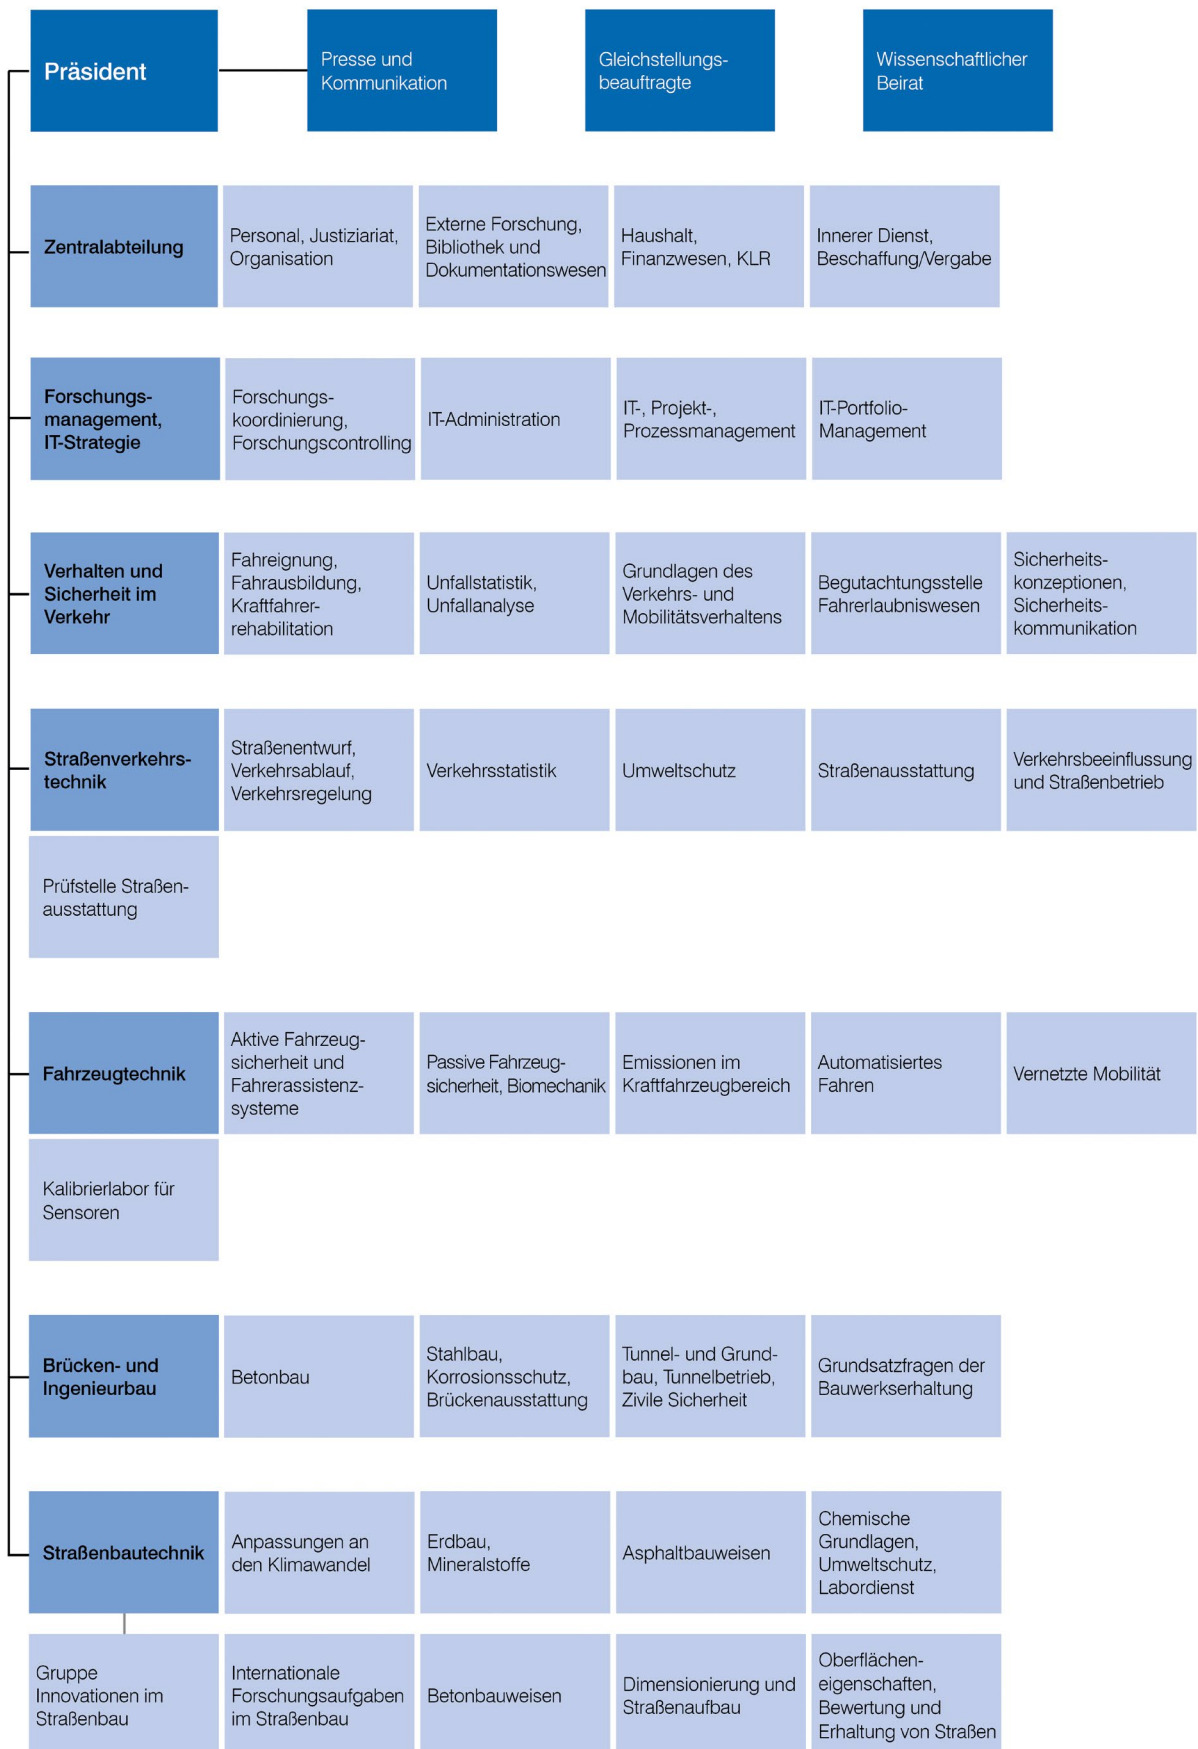 Präsident
Presse und
Kommunikation
Gleichstellungs-
beauftragte
Wissenschaftlicher
Beirat
Zentralabteilung
Personal, Justiziariat,
Organisation
Externe Forschung,
Bibliothek und
Dokumentationswesen
Haushalt,
Finanzwesen, KLR
Innerer Dienst,
Beschaffung/Vergabe
Forschungs-
management,
IT-Strategie
Forschungs-
koordinierung,
Forschungscontrolling
IT-Administration
IT-, Projekt-,
Prozessmanagement
IT-Portfolio-
Management
Verhalten und
Sicherheit im
Verkehr
Fahreignung,
Fahrausbildung,
Kraftfahrer-
rehabilitation
Unfallstatistik,
Unfallanalyse
Grundlagen des
Verkehrs- und
Mobilitätsverhaltens
Begutachtungsstelle
Fahrerlaubniswesen
Sicherheits-
konzeptionen,
Sicherheits-
kommunikation
Straßenverkehrs-
technik
Straßenentwurf,
Verkehrsablauf,
Verkehrsregelung
Verkehrsstatistik
Umweltschutz
Straßenausstattung
Verkehrsbeeinflussung
und Straßenbetrieb
Prüfstelle Straßen-
ausstattung
Fahrzeugtechnik
Aktive Fahrzeug-
sicherheit und
Fahrerassistenz-
systeme
Passive Fahrzeug-
sicherheit, Biomechanik
Emissionen im
Kraftfahrzeugbereich
Automatisiertes
Fahren
Vernetzte Mobilität
Kalibrierlabor für
Sensoren
Brücken- und
Ingenieurbau
Betonbau
Stahlbau,
Korrosionsschutz,
Brückenausstattung
Tunnel- und Grund-
bau, Tunnelbetrieb,
Zivile Sicherheit
Grundsatzfragen der
Bauwerkserhaltung
Straßenbautechnik
Anpassungen an
den Klimawandel
Erdbau,
Mineralstoffe
Asphaltbauweisen
Chemische
Grundlagen,
Umweltschutz,
Labordienst
Gruppe
Innovationen im
Straßenbau
Internationale
Forschungsaufgaben
im Straßenbau
Betonbauweisen
Dimensionierung und
Straßenaufbau
Oberflächen-
eigenschaften,
Bewertung und
Erhaltung von Straßen